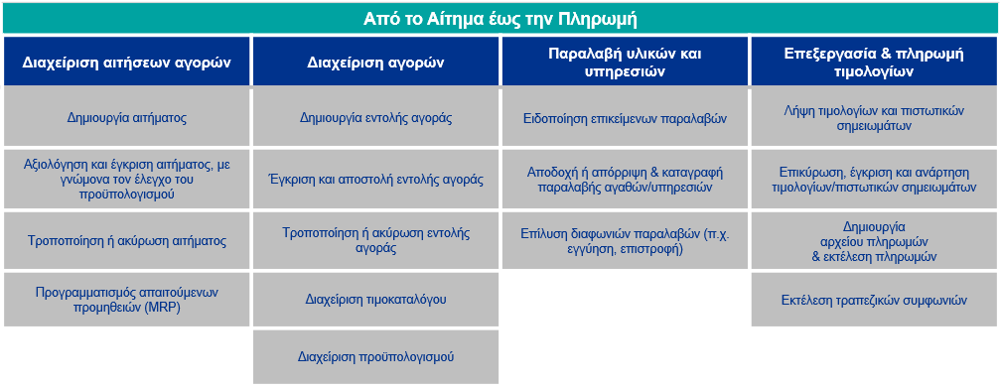 Από το Αίτημα έως την Πληρωμή
Διαχείριση αιτήσεων αγορών
Δημιουργία αιτήματος
Αξιολόγηση και έγκριση αιτήματος, με
γνώμονα τον έλεγχο του
προϋπολογισμού
Τροποποίηση ή ακύρωση αιτήματος
Προγραμματισμός απαιτούμενων
προμηθειών (MRP)
Διαχείριση αγορών
Δημιουργία εντολής αγοράς
Έγκριση και αποστολή εντολής αγοράς
Τροποποίηση ή ακύρωση εντολής
αγοράς
Διαχείριση τιμοκαταλόγου
Διαχείριση προϋπολογισμού
Παραλαβή υλικών και
υπηρεσιών
Ειδοποίηση επικείμενων παραλαβών
Αποδοχή ή απόρριψη & καταγραφή
παραλαβής αγαθών/υπηρεσιών
Επίλυση διαφωνιών παραλαβών (π.χ.
εγγύηση, επιστροφή)
Επεξεργασία & πληρωμή
τιμολογίων
Λήψη τιμολογίων και πιστωτικών
σημειωμάτων
Επικύρωση, έγκριση και ανάρτηση
τιμολογίων/πιστωτικών σημειωμάτων
Δημιουργία
αρχείου πληρωμών
& εκτέλεση πληρωμών
Εκτέλεση τραπεζικών συμφωνιών